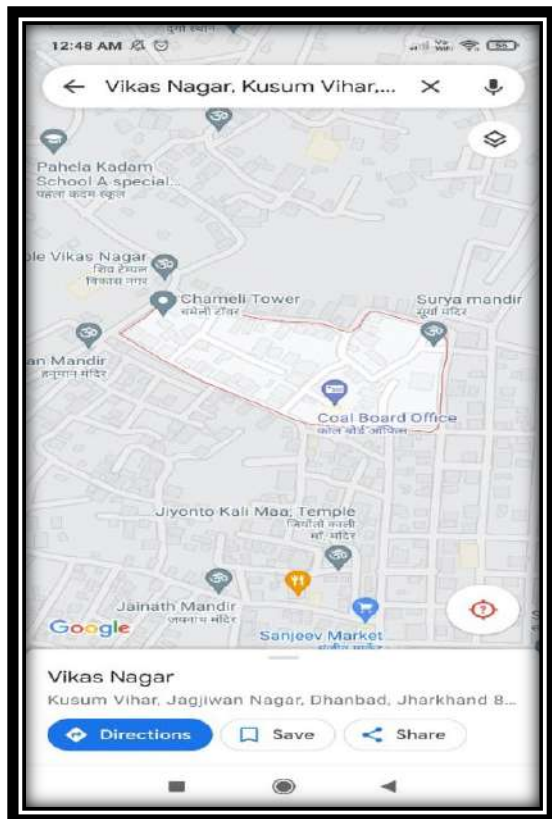 12:48 AM
56
Vikas Nagar, Kusum Vihar,...
Pahela Kadam
School A special...
पहला कदम स्कूल
ple Vikas Nagar
शिव टेम्पल
विकास नगर
Chameli Tower
चमेली टॉवर
Surya mandir
सूर्या मंदिर
an Mandir
हनुमान मंदिर
Coal Board Office
कोल बोर्ड ऑफिस
Jiyonto Kali Maa, Temple
जियोंतो काली
माँ, मंदिर
Jainath Mandir
जयनाथ मंदिर
Google
Sanjeev Market
संजीव मार्केट
Vikas Nagar
Kusum Vihar, Jagjiwan Nagar, Dhanbad, Jharkhand 8...
Directions
Save
Share